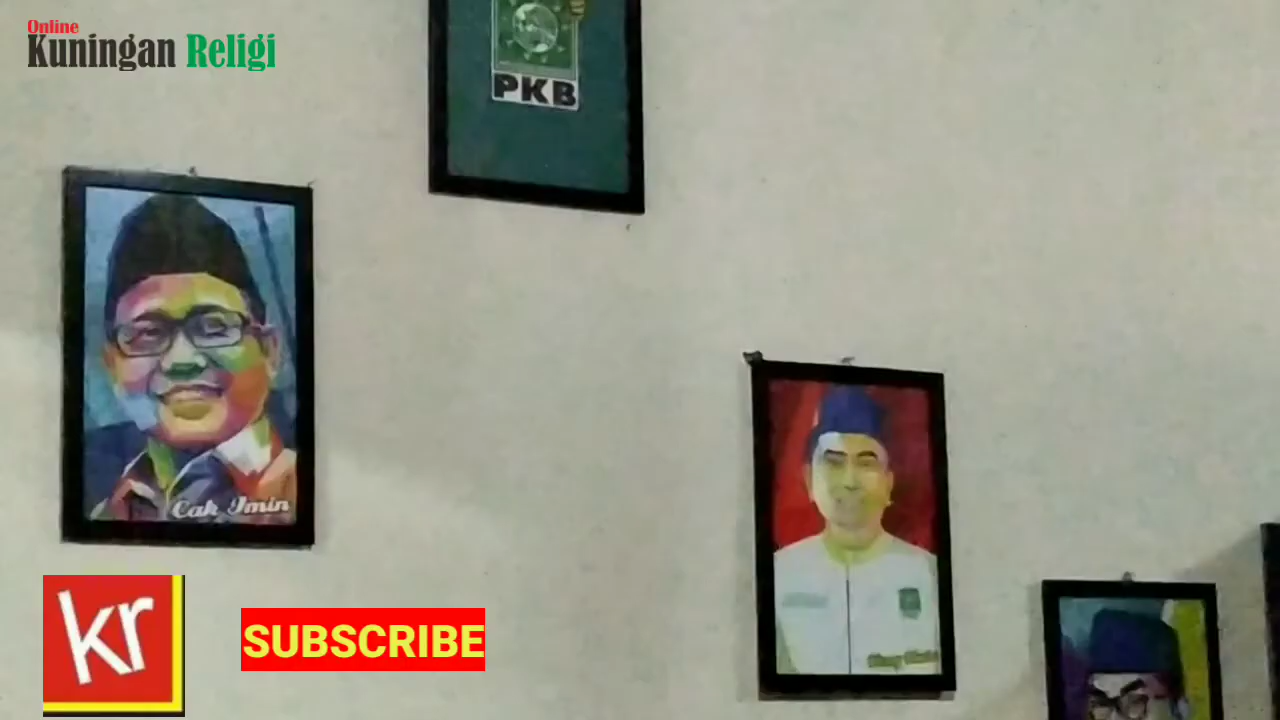 Online
Kuningan Religi
PKB
Cak Imin
kr
SUBSCRIBE